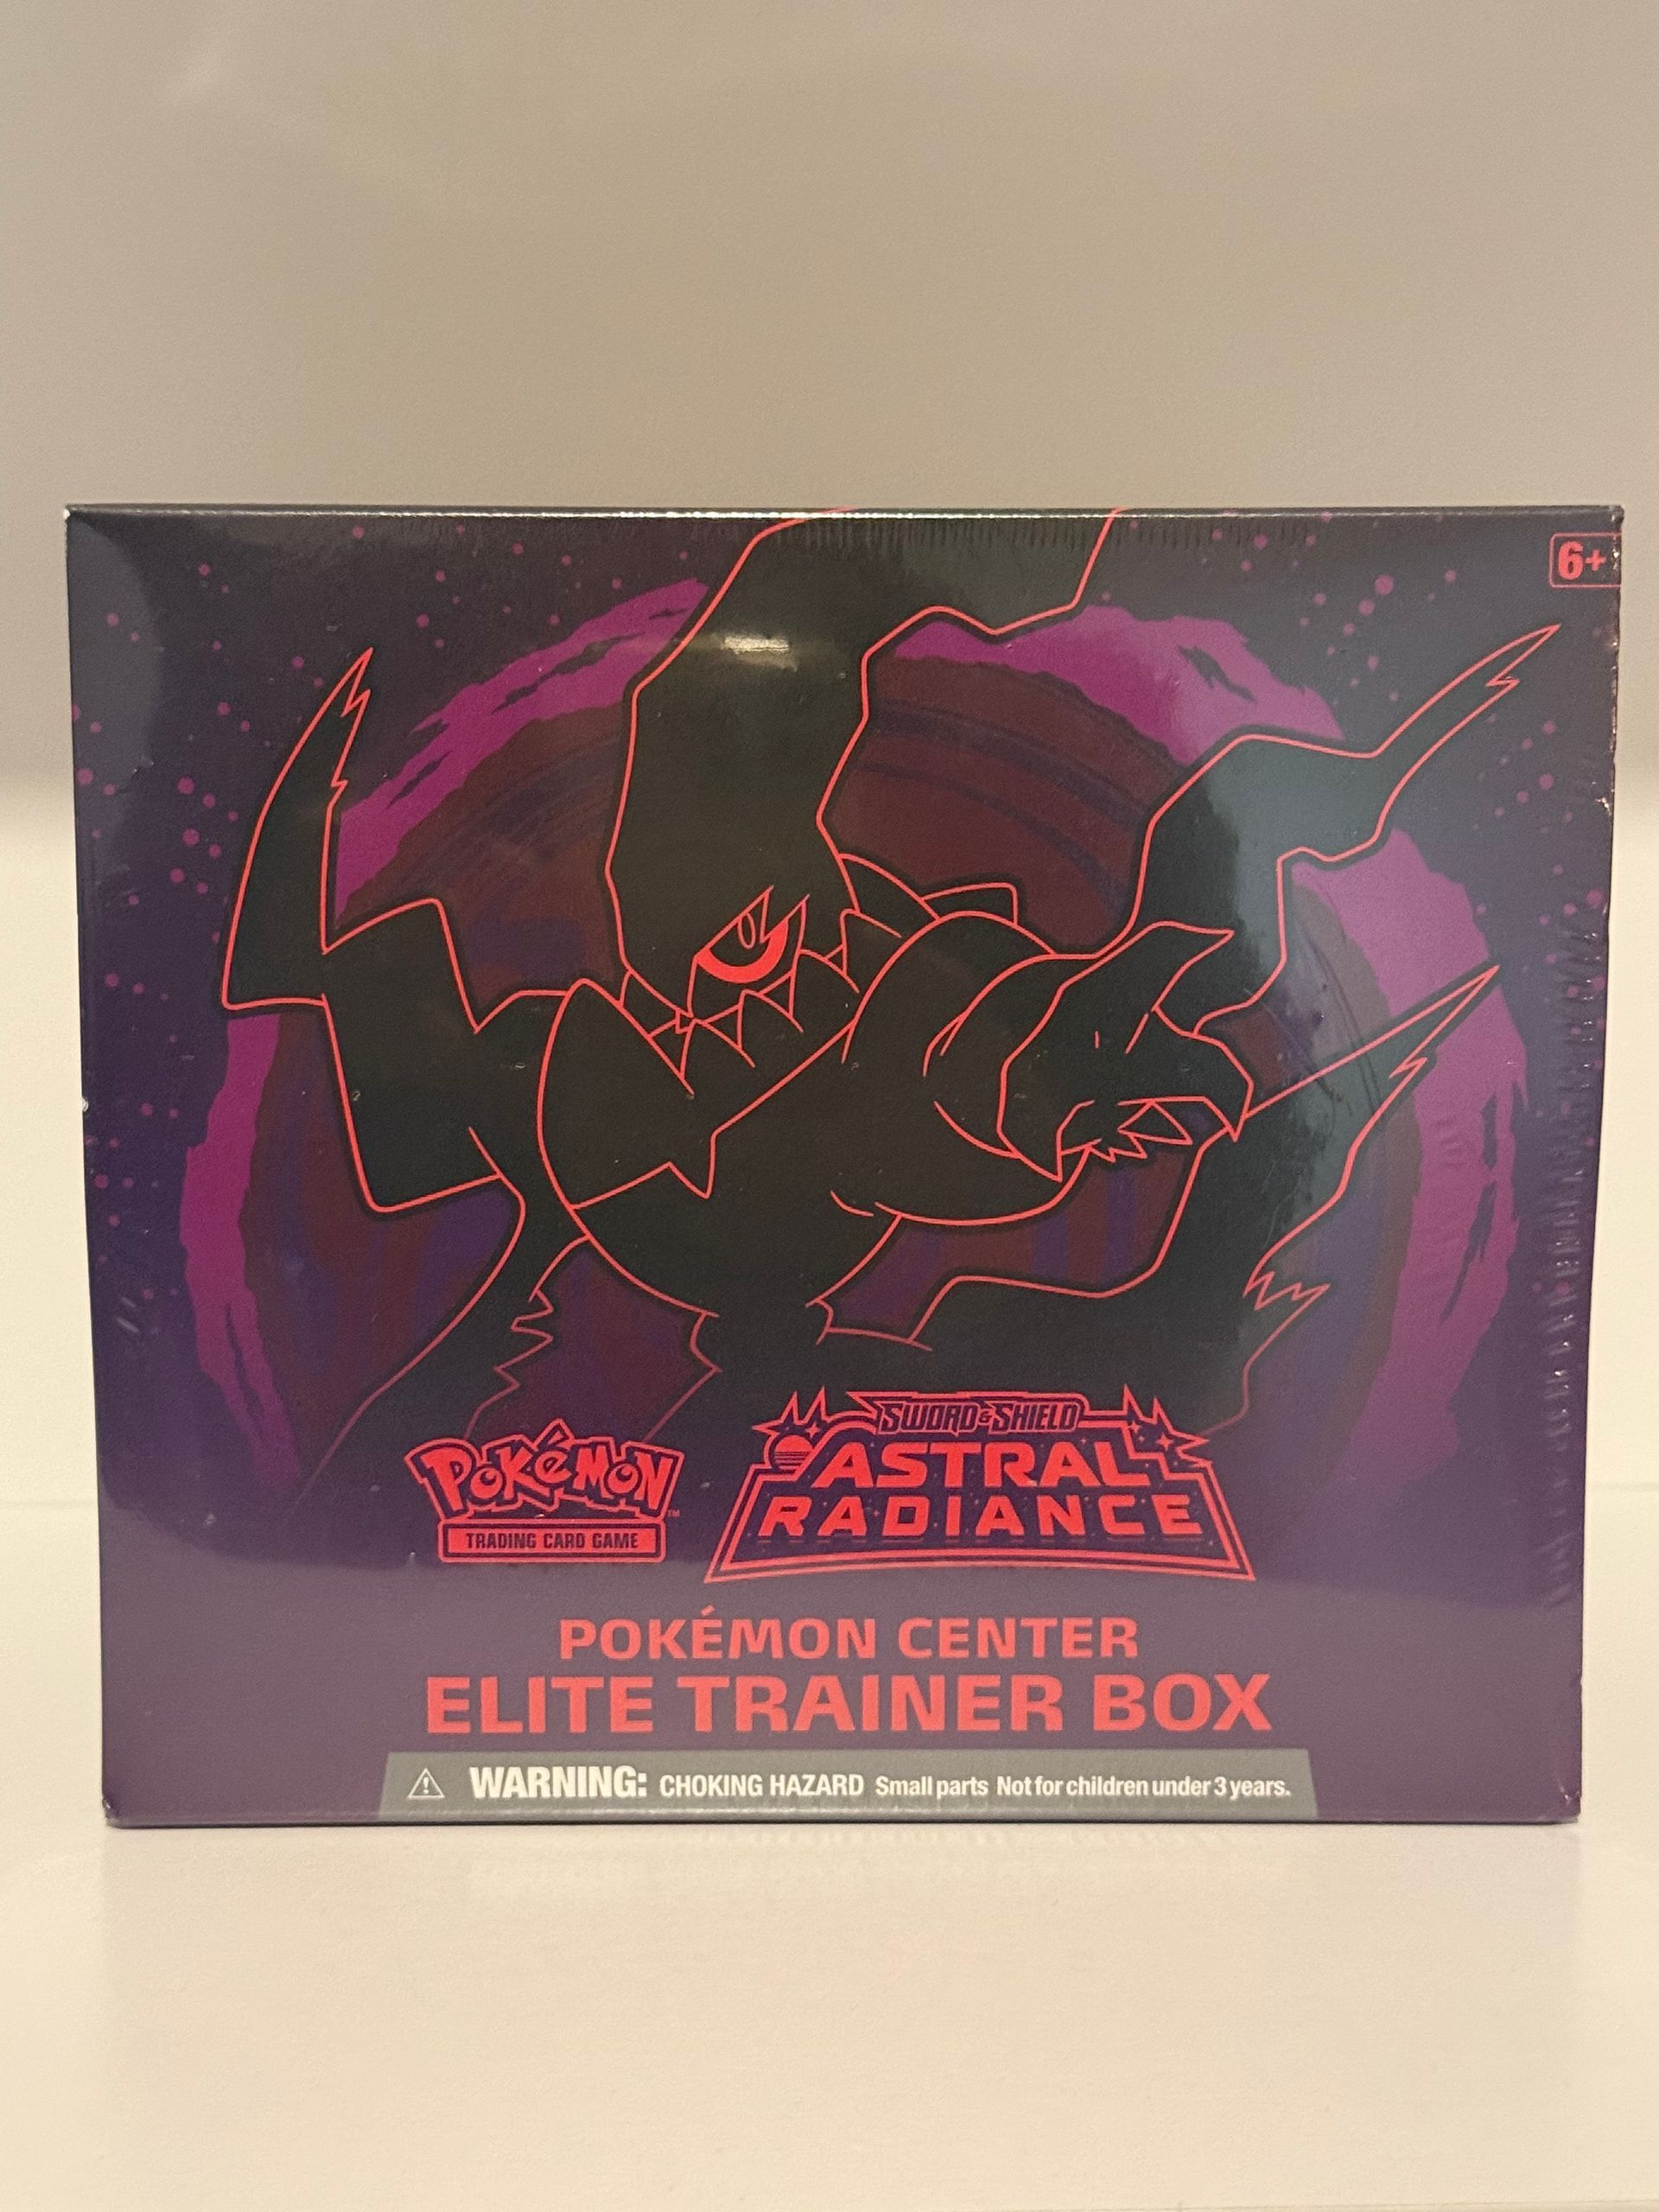 6+
SWORD & SHIELD
POKÉMON
ASTRAL
RADIANCE
TM
TRADING CARD GAME
POKÉMON CENTER
ELITE TRAINER BOX
WARNING: CHOKING HAZARD Small parts Not for children under 3 years.